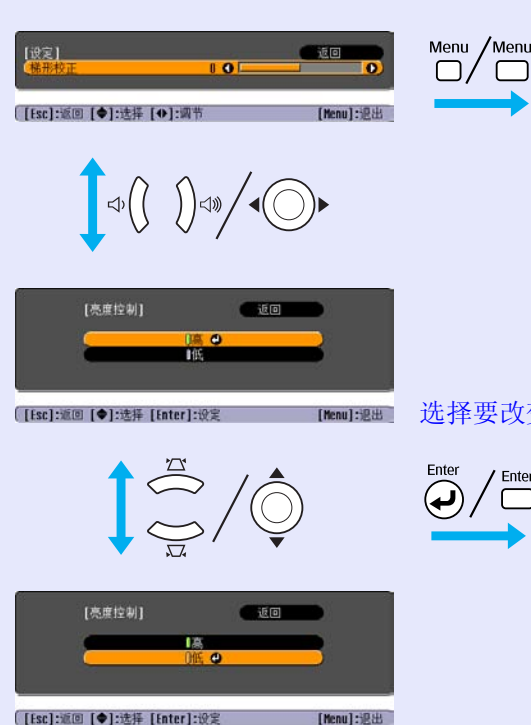 [设定] 返回
梯形校正 0
[Esc]:返回 [◆]:选择 [◀▶]:调节 [Menu]:退出
Menu / Menu
[亮度控制] 返回
高
低
[Esc]:返回 [◆]:选择 [Enter]:设定 [Menu]:退出
选择要改变
Enter / Enter
[亮度控制] 返回
高
低
[Esc]:返回 [◆]:选择 [Enter]:设定 [Menu]:退出